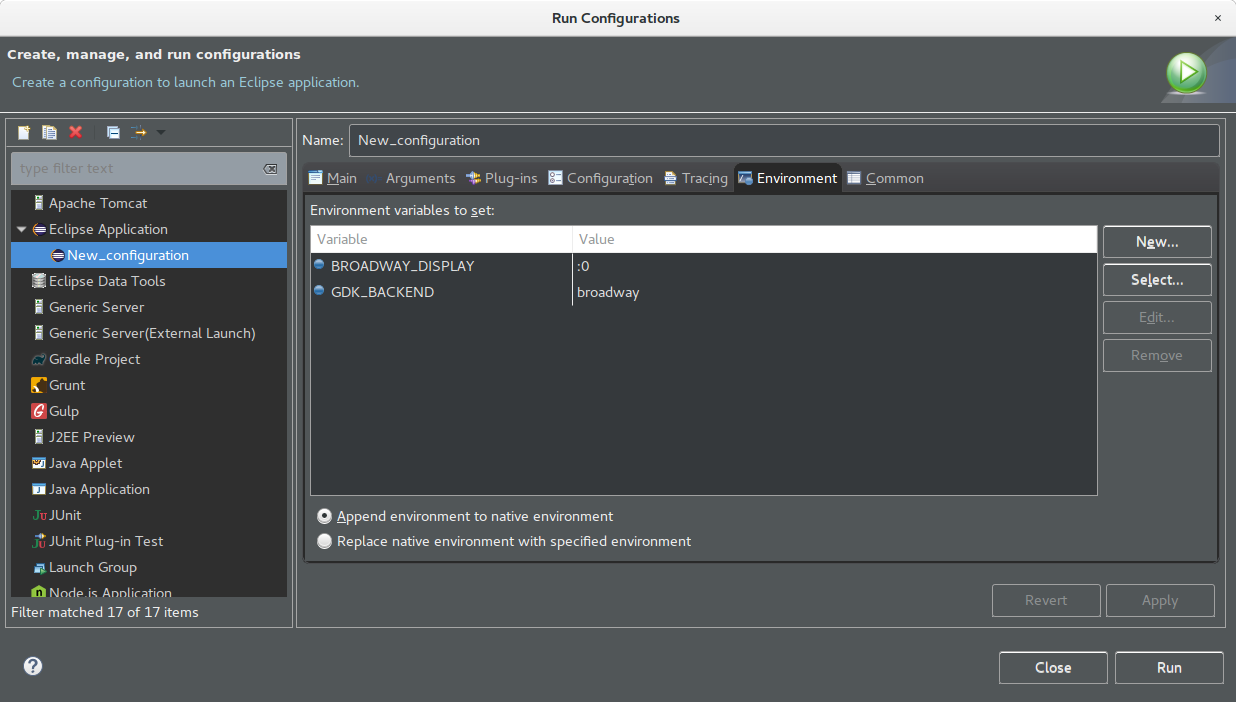 Run Configurations
×
Create, manage, and run configurations
Create a configuration to launch an Eclipse application.
type filter text
Apache Tomcat
Eclipse Application
New_configuration
Eclipse Data Tools
Generic Server
Generic Server(External Launch)
Gradle Project
Grunt
Gulp
J2EE Preview
Java Applet
Java Application
JUnit
JUnit Plug-in Test
Launch Group
Node.js Application
Filter matched 17 of 17 items
Name: New_configuration
Main Arguments Plug-ins Configuration Tracing Environment Common
Environment variables to set:
Variable Value
BROADWAY_DISPLAY :0
GDK_BACKEND broadway
New...
Select...
Edit...
Remove
Append environment to native environment
Replace native environment with specified environment
Revert Apply
? Close Run